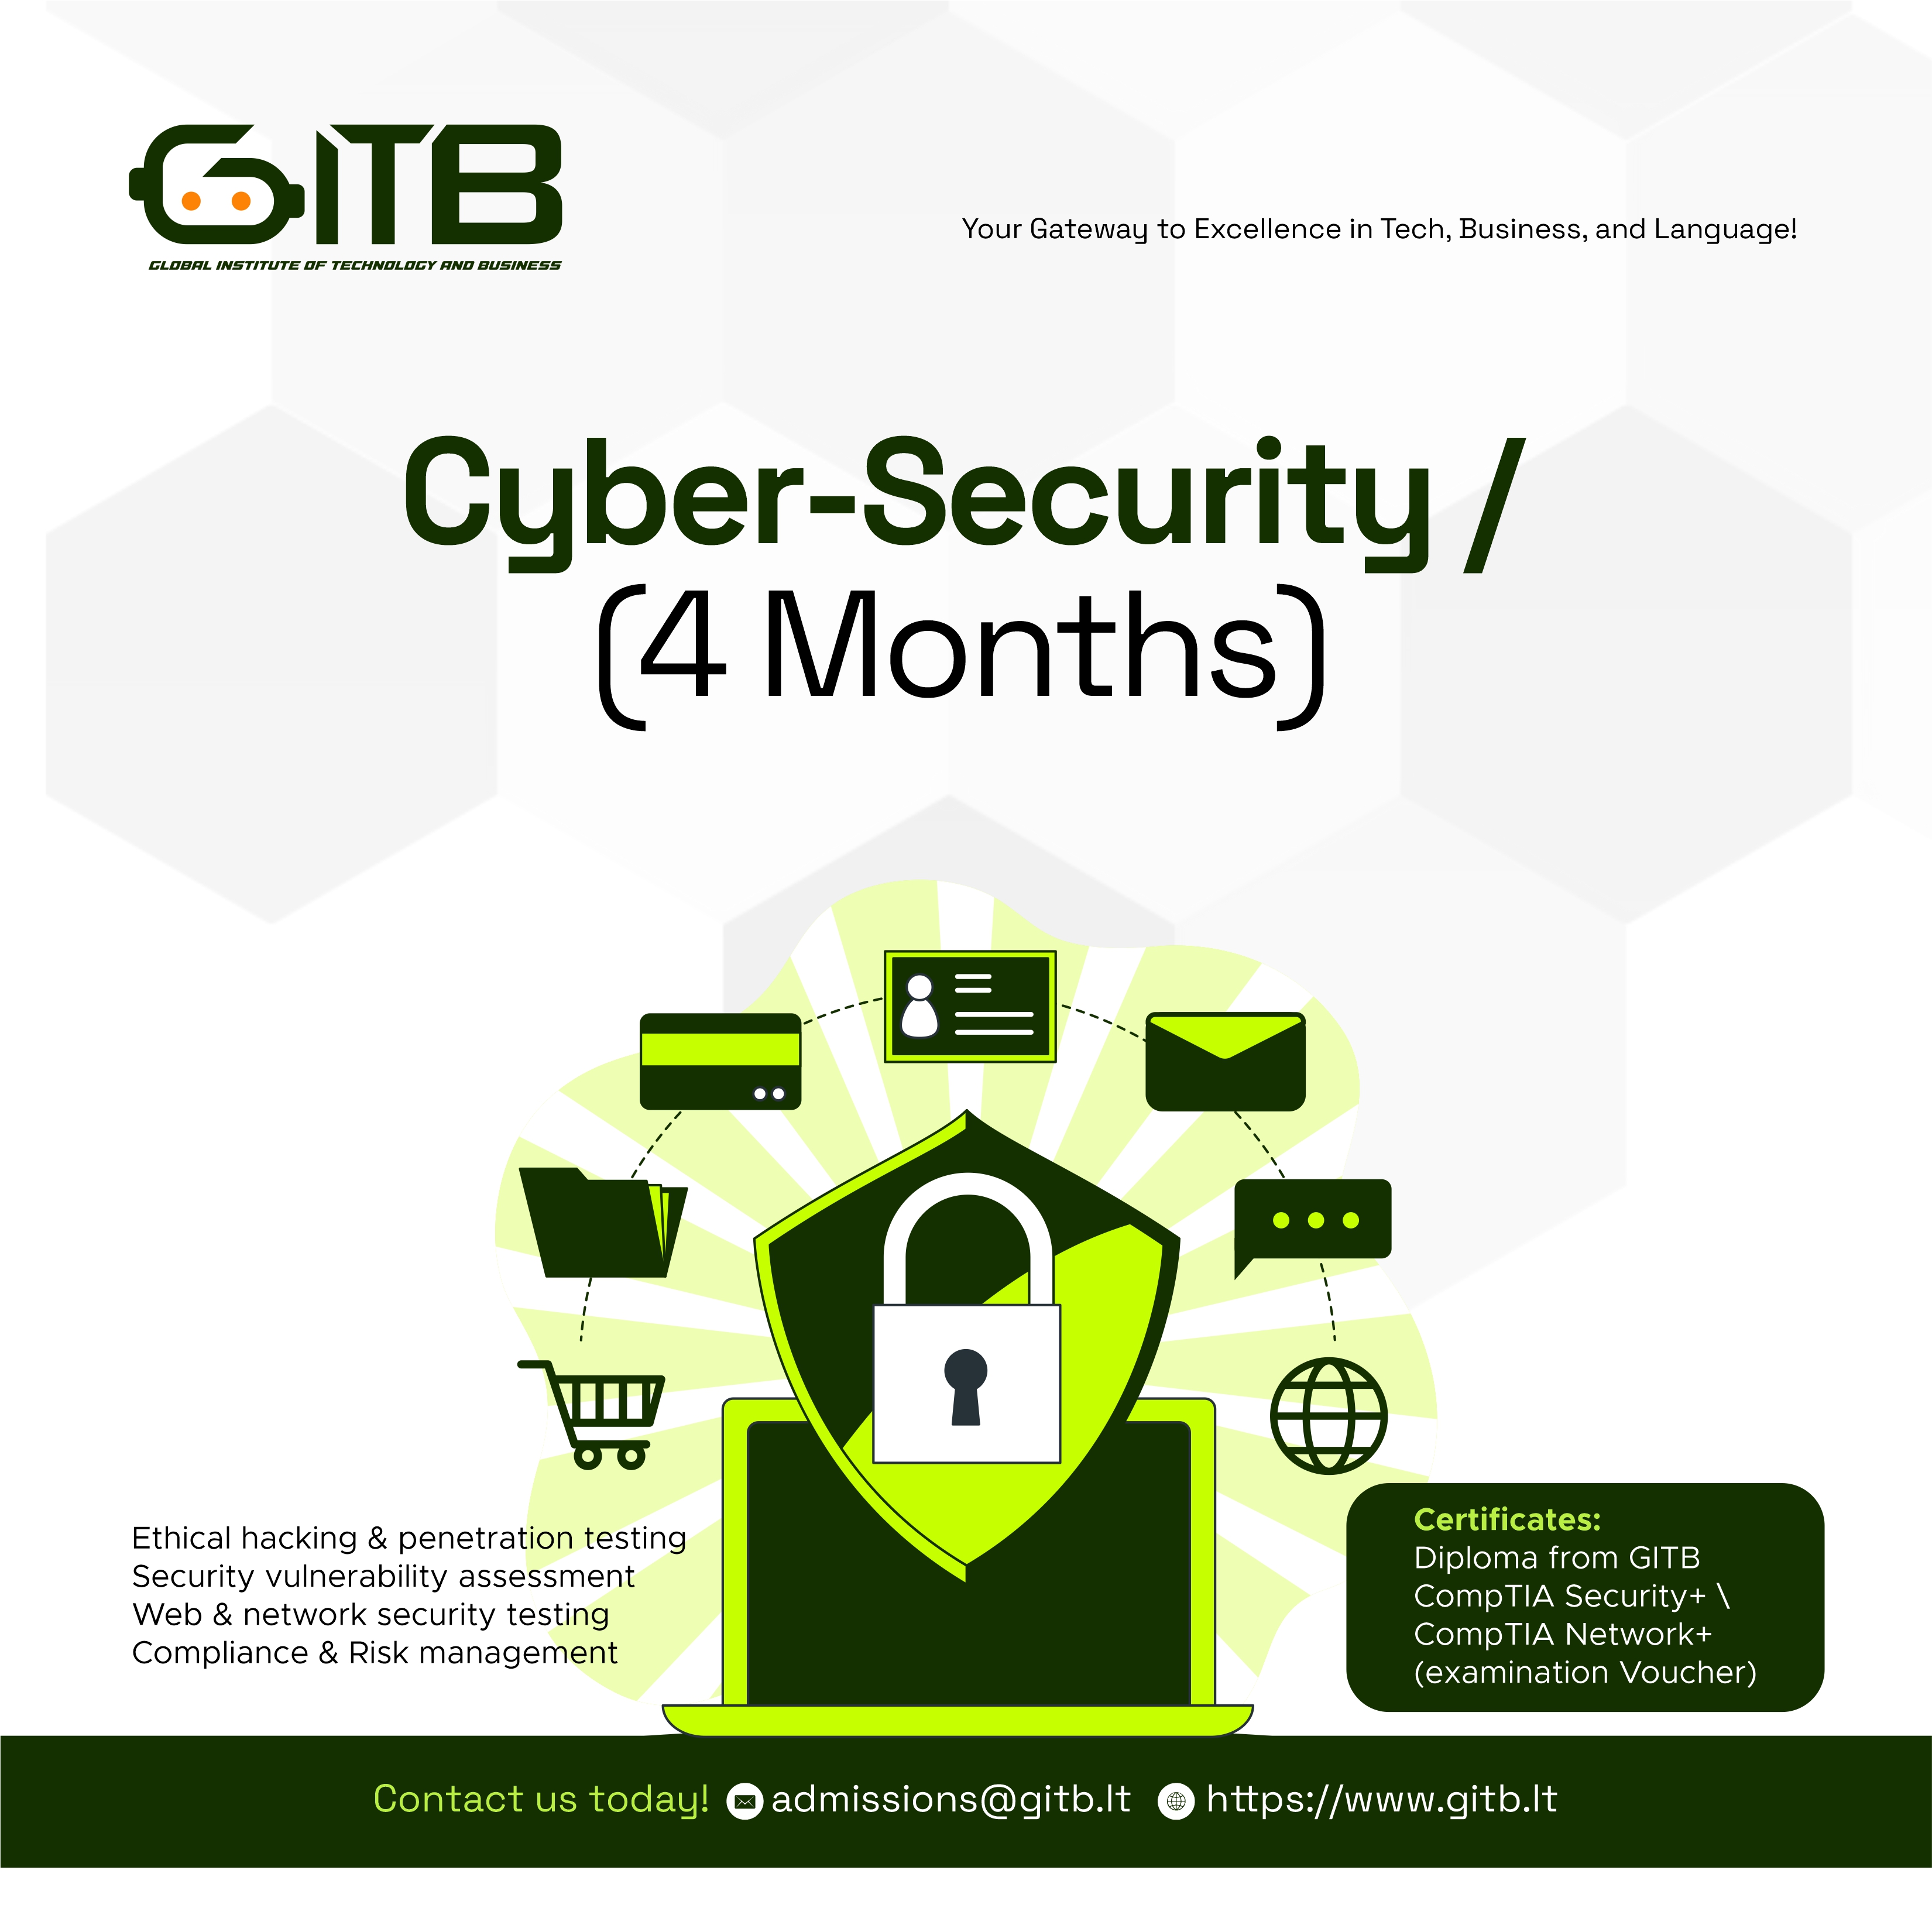 GITB
GLOBAL INSTITUTE OF TECHNOLOGY AND BUSINESS
Your Gateway to Excellence in Tech, Business, and Language!
Cyber-Security /
(4 Months)
Ethical hacking & penetration testing
Security vulnerability assessment
Web & network security testing
Compliance & Risk management
Certificates:
Diploma from GITB
CompTIA Security+ \
CompTIA Network+
(examination Voucher)
Contact us today! admissions@gitb.lt https://www.gitb.lt